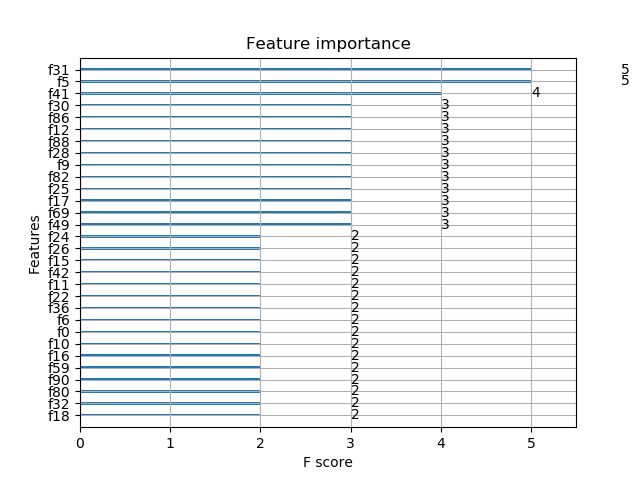 Feature importance
f31 5
f5 5
f41 4
f30 3
f86 3
f12 3
f88 3
f28 3
f9 3
f82 3
f25 3
f17 3
f69 3
f49 3
f24 2
f26 2
f15 2
f42 2
f11 2
f22 2
f36 2
f6 2
f0 2
f10 2
f16 2
f59 2
f90 2
f80 2
f32 2
f18 2
Features
0 1 2 3 4 5
F score